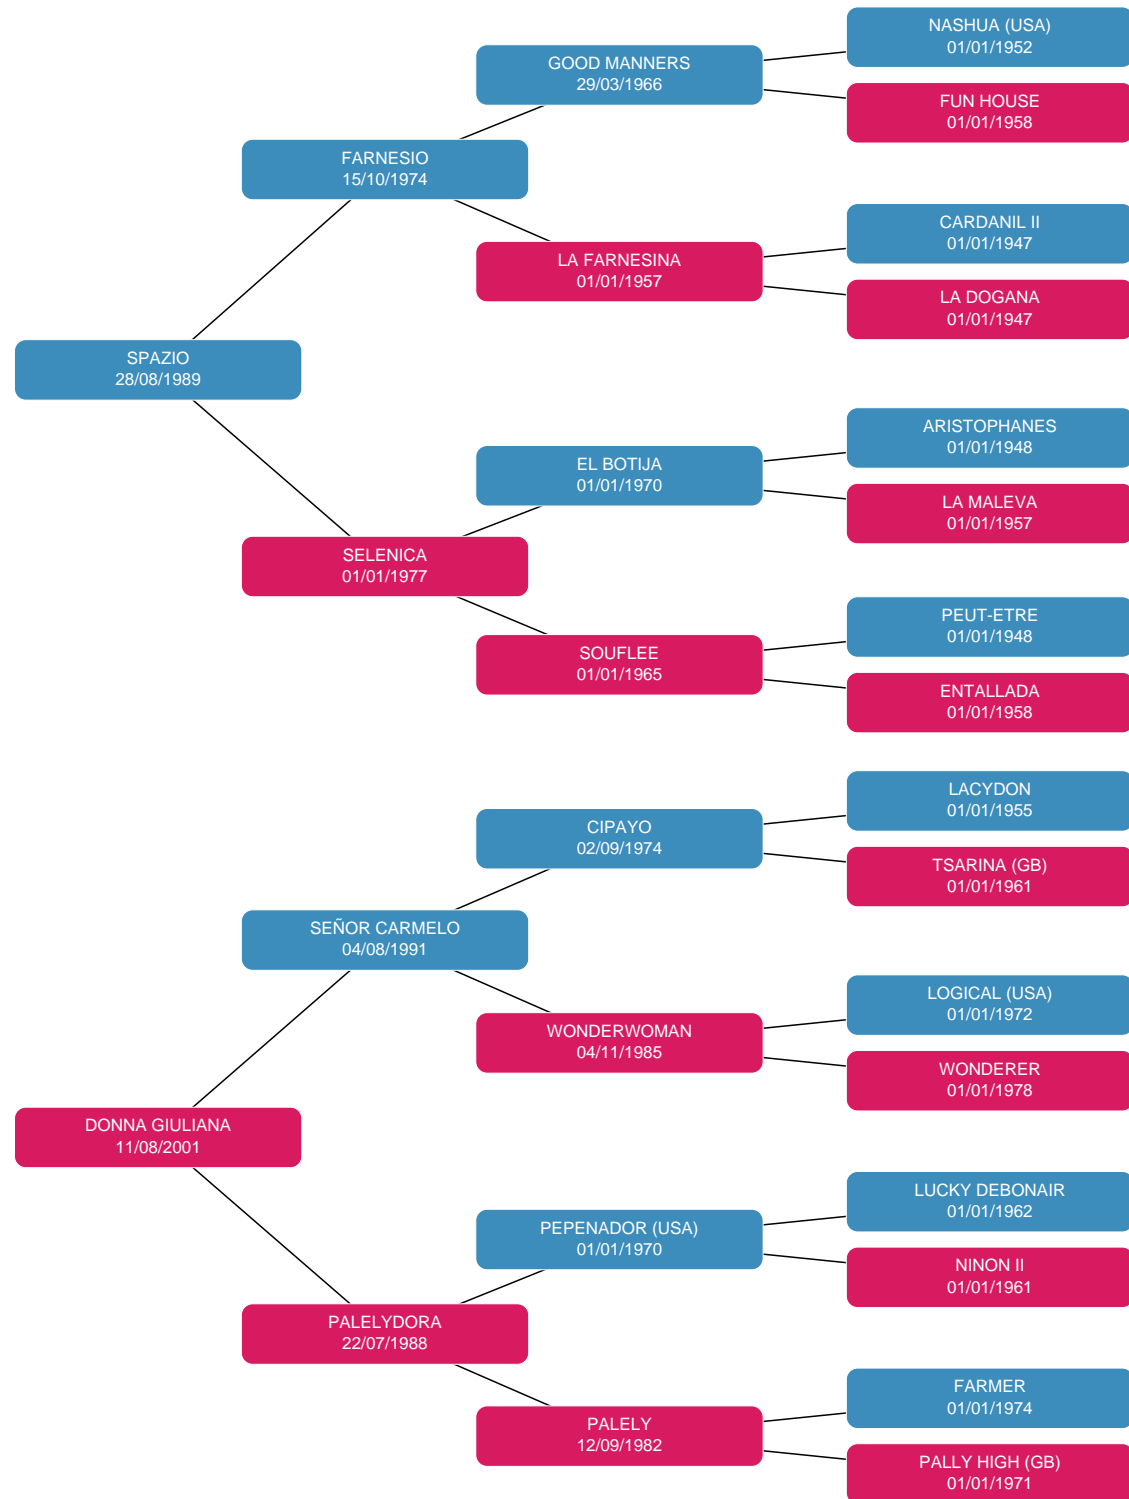 NASHUA (USA)
01/01/1952
GOOD MANNERS
29/03/1966
FUN HOUSE
01/01/1958
FARNESIO
15/10/1974
CARDANIL II
01/01/1947
LA FARNESINA
01/01/1957
LA DOGANA
01/01/1947
SPAZIO
28/08/1989
ARISTOPHANES
01/01/1948
EL BOTIJA
01/01/1970
LA MALEVA
01/01/1957
SELENICA
01/01/1977
PEUT-ETRE
01/01/1948
SOUFLEE
01/01/1965
ENTALLADA
01/01/1958
LACYDON
01/01/1955
CIPAYO
02/09/1974
TSARINA (GB)
01/01/1961
SEÑOR CARMELO
04/08/1991
LOGICAL (USA)
01/01/1972
WONDERWOMAN
04/11/1985
WONDERER
01/01/1978
DONNA GIULIANA
11/08/2001
LUCKY DEBONAIR
01/01/1962
PEPENADOR (USA)
01/01/1970
NINON II
01/01/1961
PALELYDORA
22/07/1988
FARMER
01/01/1974
PALELY
12/09/1982
PALLY HIGH (GB)
01/01/1971